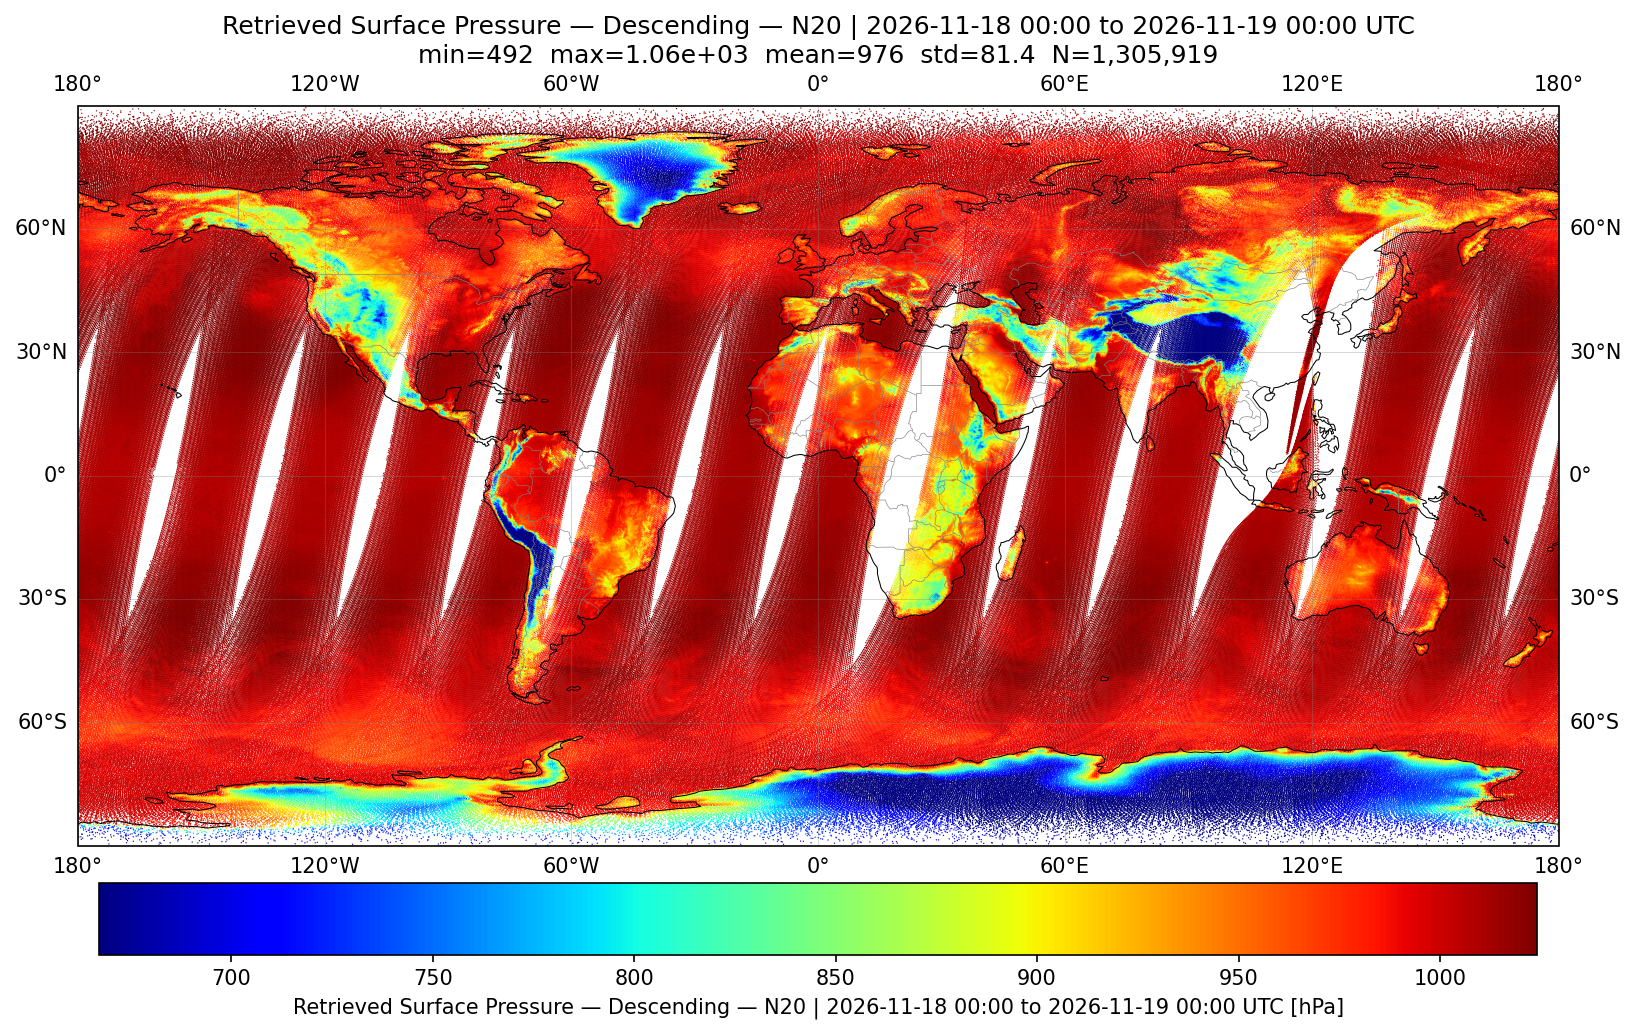 Retrieved Surface Pressure — Descending — N20 | 2026-11-18 00:00 to 2026-11-19 00:00 UTC
min=492 max=1.06e+03 mean=976 std=81.4 N=1,305,919
180° 120°W 60°W 0° 60°E 120°E 180°
60°N 60°N
30°N 30°N
0° 0°
30°S 30°S
60°S 60°S
180° 120°W 60°W 0° 60°E 120°E 180°
700 750 800 850 900 950 1000
Retrieved Surface Pressure — Descending — N20 | 2026-11-18 00:00 to 2026-11-19 00:00 UTC [hPa]